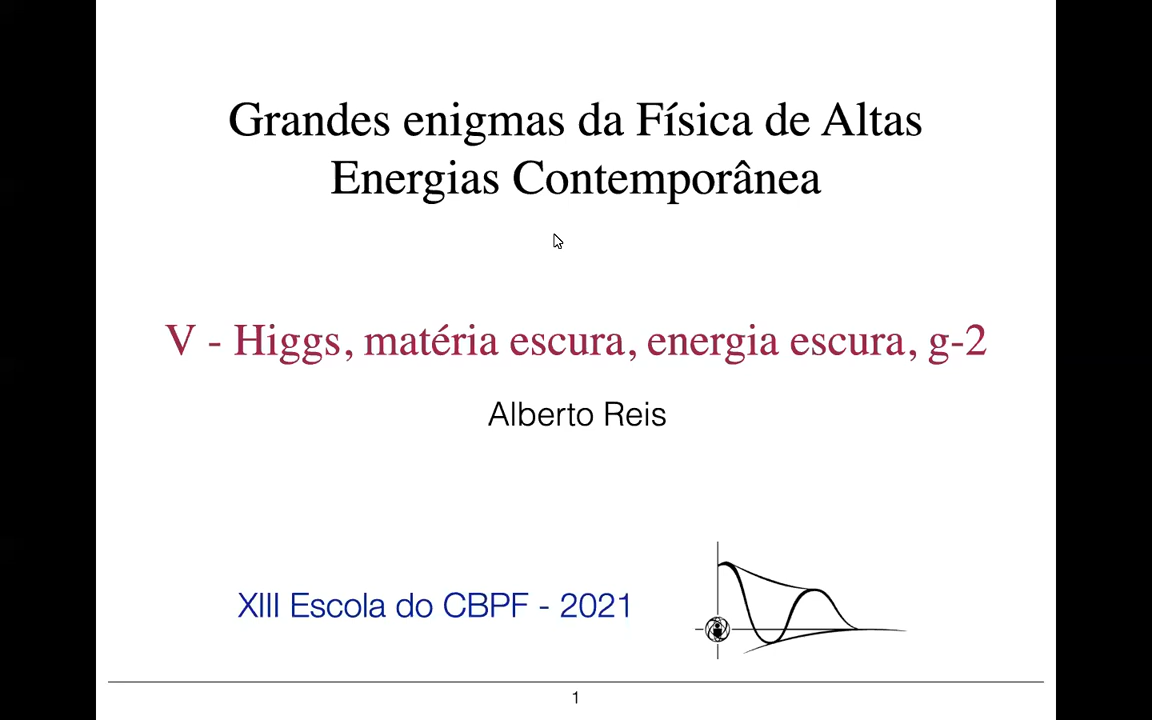 Grandes enigmas da Física de Altas
Energias Contemporânea
V - Higgs, matéria escura, energia escura, g-2
Alberto Reis
XIII Escola do CBPF - 2021
1